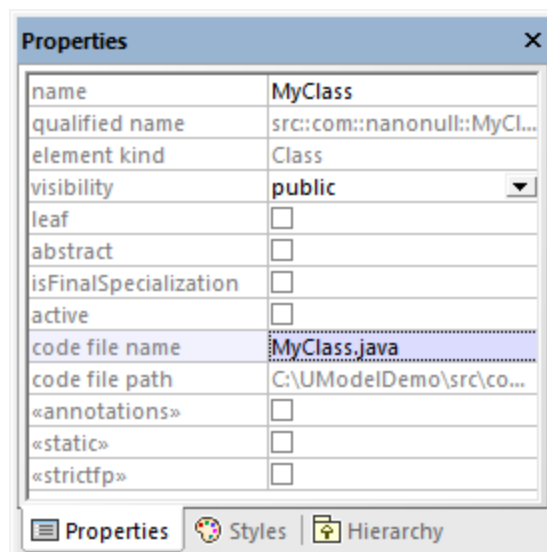 Properties
name MyClass
qualified name src::com::nanonull::MyCl...
element kind Class
visibility public
leaf
abstract
isFinalSpecialization
active
code file name MyClass.java
code file path C:\UModelDemo\src\co...
«annotations»
«static»
«strictfp»
Properties Styles Hierarchy